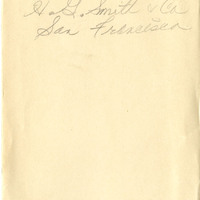 H. G. Smith & Co
San Francisco